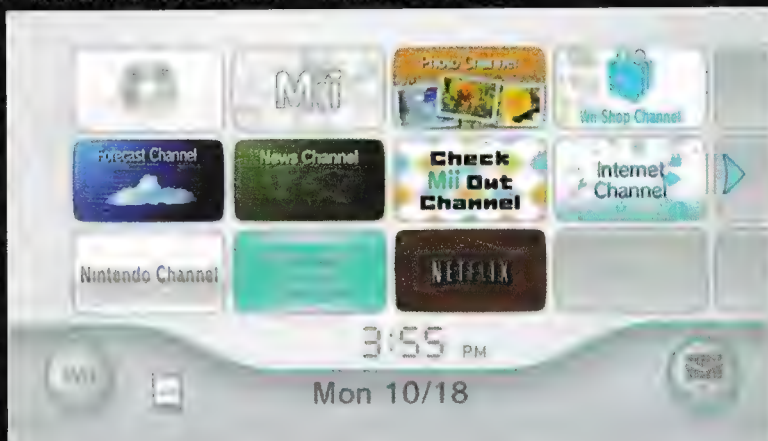 Mii
Photo Channel
Wii Shop Channel
Forecast Channel
News Channel
Check
Mii Out
Channel
Internet
Channel
Nintendo Channel
NETFLIX
3:55 PM
Mon 10/18
Wii